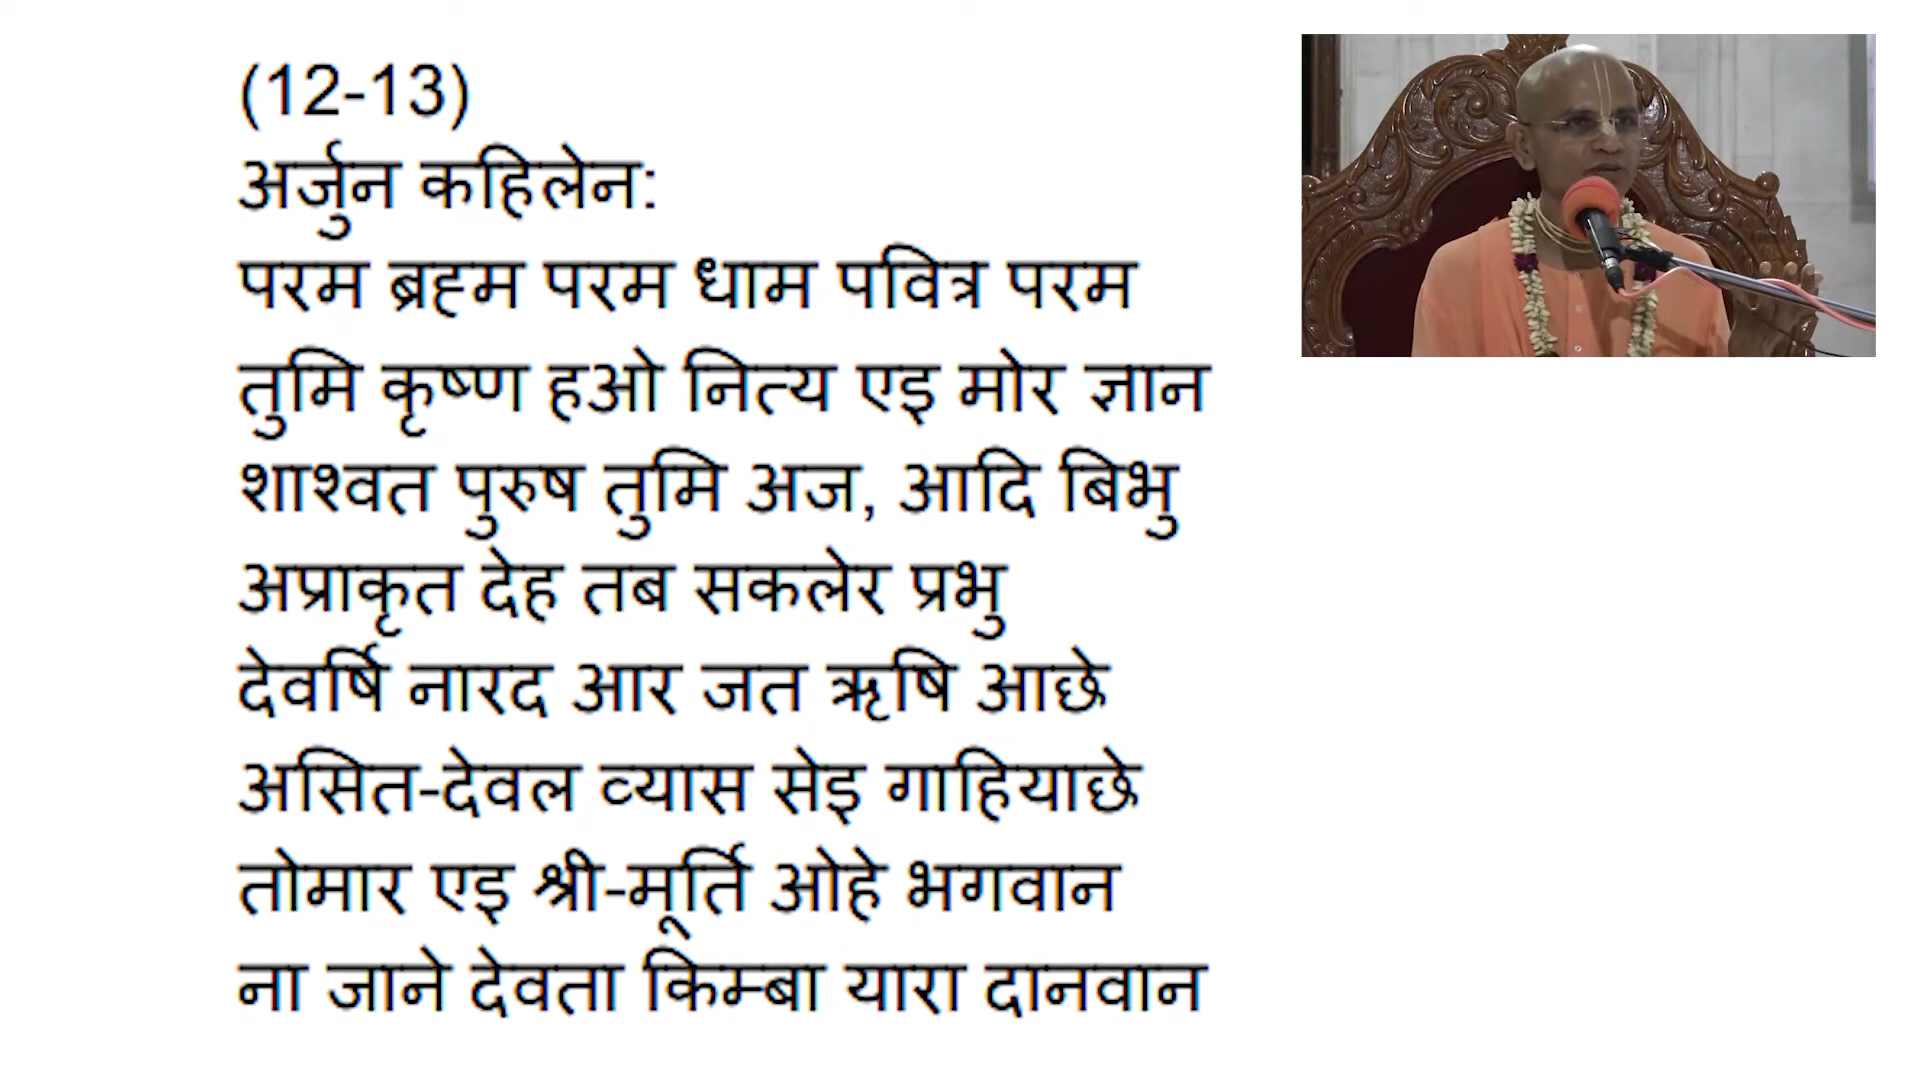 (12-13)
अर्जुन कहिलेन:
परम ब्रह्म परम धाम पवित्र परम
तुमि कृष्ण हओ नित्य एइ मोर ज्ञान
शाश्वत पुरुष तुमि अज, आदि बिभु
अप्राकृत देह तब सकलेर प्रभु
देवर्षि नारद आर जत ऋषि आछे
असित-देवल व्यास सेइ गाहियाछे
तोमार एइ श्री-मूर्ति ओहे भगवान
ना जाने देवता किम्बा यारा दानवान